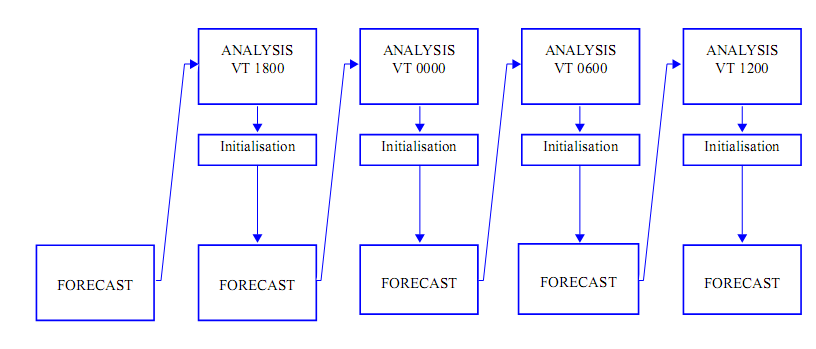 ANALYSIS
VT 1800
ANALYSIS
VT 0000
ANALYSIS
VT 0600
ANALYSIS
VT 1200
Initialisation
Initialisation
Initialisation
Initialisation
FORECAST
FORECAST
FORECAST
FORECAST
FORECAST